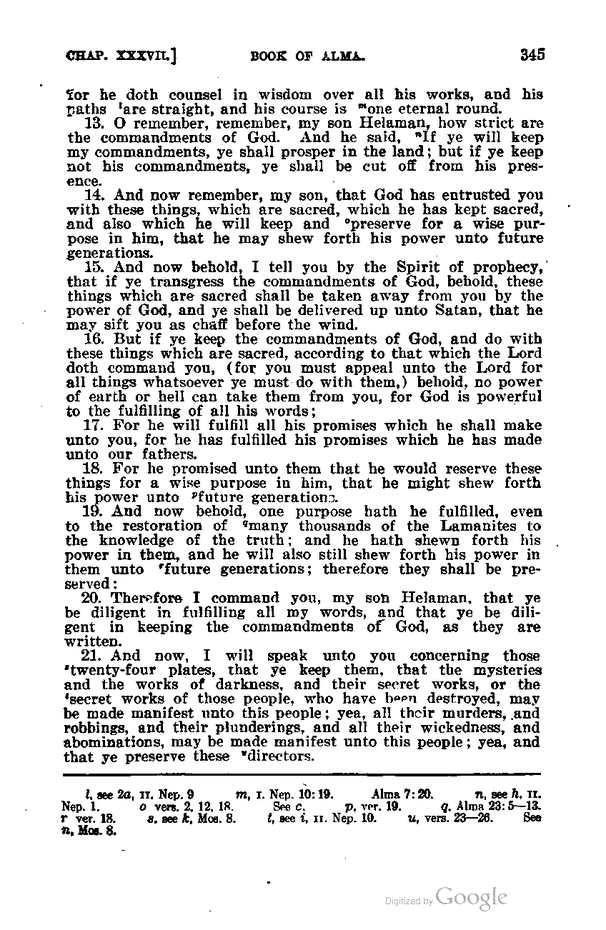 CHAP. XXXVII.] BOOK OF ALMA. 345
for he doth counsel in wisdom over all his works, and his
paths ˡare straight, and his course is ᵐone eternal round.
13. O remember, remember, my son Helaman, how strict are
the commandments of God. And he said, ⁿIf ye will keep
my commandments, ye shall prosper in the land; but if ye keep
not his commandments, ye shall be cut off from his pres-
ence.
14. And now remember, my son, that God has entrusted you
with these things, which are sacred, which he has kept sacred,
and also which he will keep and ᵒpreserve for a wise pur-
pose in him, that he may shew forth his power unto future
generations.
15. And now behold, I tell you by the Spirit of prophecy,
that if ye transgress the commandments of God, behold, these
things which are sacred shall be taken away from you by the
power of God, and ye shall be delivered up unto Satan, that he
may sift you as chaff before the wind.
16. But if ye keep the commandments of God, and do with
these things which are sacred, according to that which the Lord
doth command you, (for you must appeal unto the Lord for
all things whatsoever ye must do with them,) behold, no power
of earth or hell can take them from you, for God is powerful
to the fulfilling of all his words;
17. For he will fulfill all his promises which he shall make
unto you, for he has fulfilled his promises which he has made
unto our fathers.
18. For he promised unto them that he would reserve these
things for a wise purpose in him, that he might shew forth
his power unto ᵖfuture generations.
19. And now behold, one purpose hath he fulfilled, even
to the restoration of ᑫmany thousands of the Lamanites to
the knowledge of the truth; and he hath shewn forth his
power in them, and he will also still shew forth his power in
them unto ʳfuture generations; therefore they shall be pre-
served:
20. Therefore I command you, my son Helaman, that ye
be diligent in fulfilling all my words, and that ye be dili-
gent in keeping the commandments of God, as they are
written.
21. And now, I will speak unto you concerning those
ˢtwenty-four plates, that ye keep them, that the mysteries
and the works of darkness, and their secret works, or the
ᵗsecret works of those people, who have been destroyed, may
be made manifest unto this people; yea, all their murders, and
robbings, and their plunderings, and all their wickedness, and
abominations, may be made manifest unto this people; yea, and
that ye preserve these ᵘdirectors.
l, see 2a, II. Nep. 9 m, I. Nep. 10:19. Alma 7:20. n, see h, II.
Nep. 1. o vers. 2, 12, 18. See c. p, ver. 19. q, Alma 23:5—13.
r ver. 18. s, see k, Mos. 8. t, see i, II. Nep. 10. u, vers. 23—26. See
n, Mos. 8.
Digitized by Google